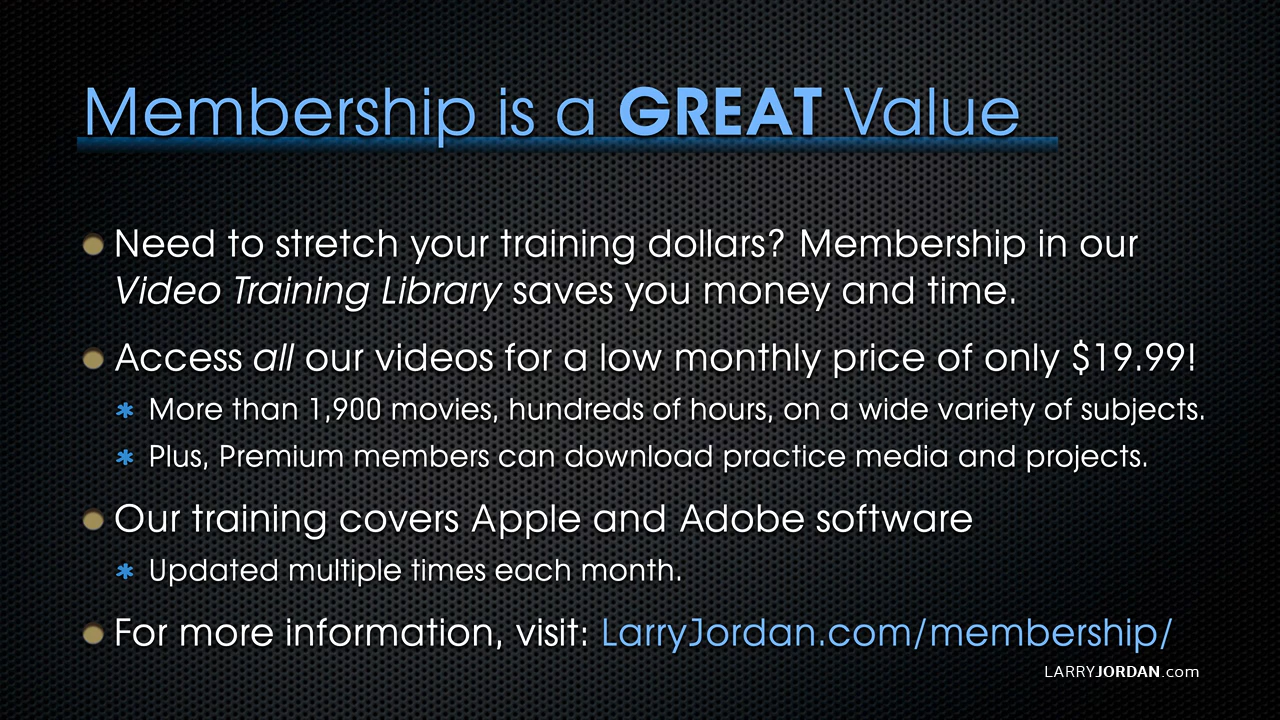 Membership is a GREAT Value
Need to stretch your training dollars? Membership in our
Video Training Library saves you money and time.
Access all our videos for a low monthly price of only $19.99!
More than 1,900 movies, hundreds of hours, on a wide variety of subjects.
Plus, Premium members can download practice media and projects.
Our training covers Apple and Adobe software
Updated multiple times each month.
For more information, visit: LarryJordan.com/membership/
LARRYJORDAN.com